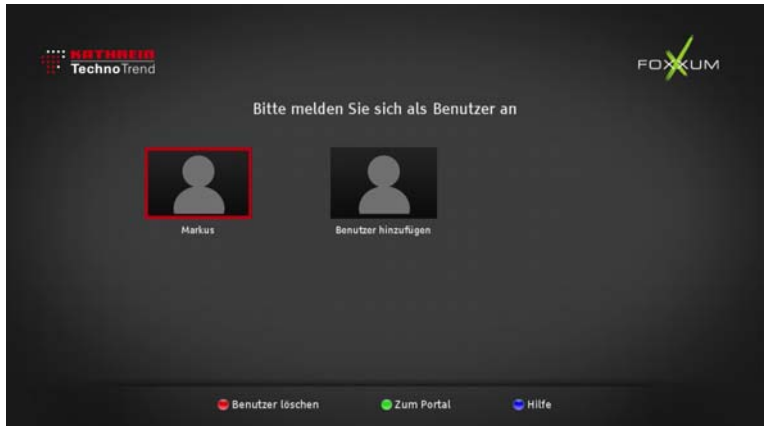 KATHREIN
TechnoTrend
FOXXUM
Bitte melden Sie sich als Benutzer an
Markus
Benutzer hinzufügen
Benutzer löschen
Zum Portal
Hilfe